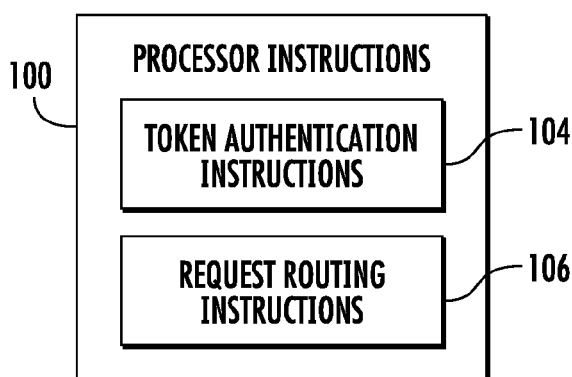 PROCESSOR INSTRUCTIONS
100
TOKEN AUTHENTICATION
INSTRUCTIONS
104
REQUEST ROUTING
INSTRUCTIONS
106